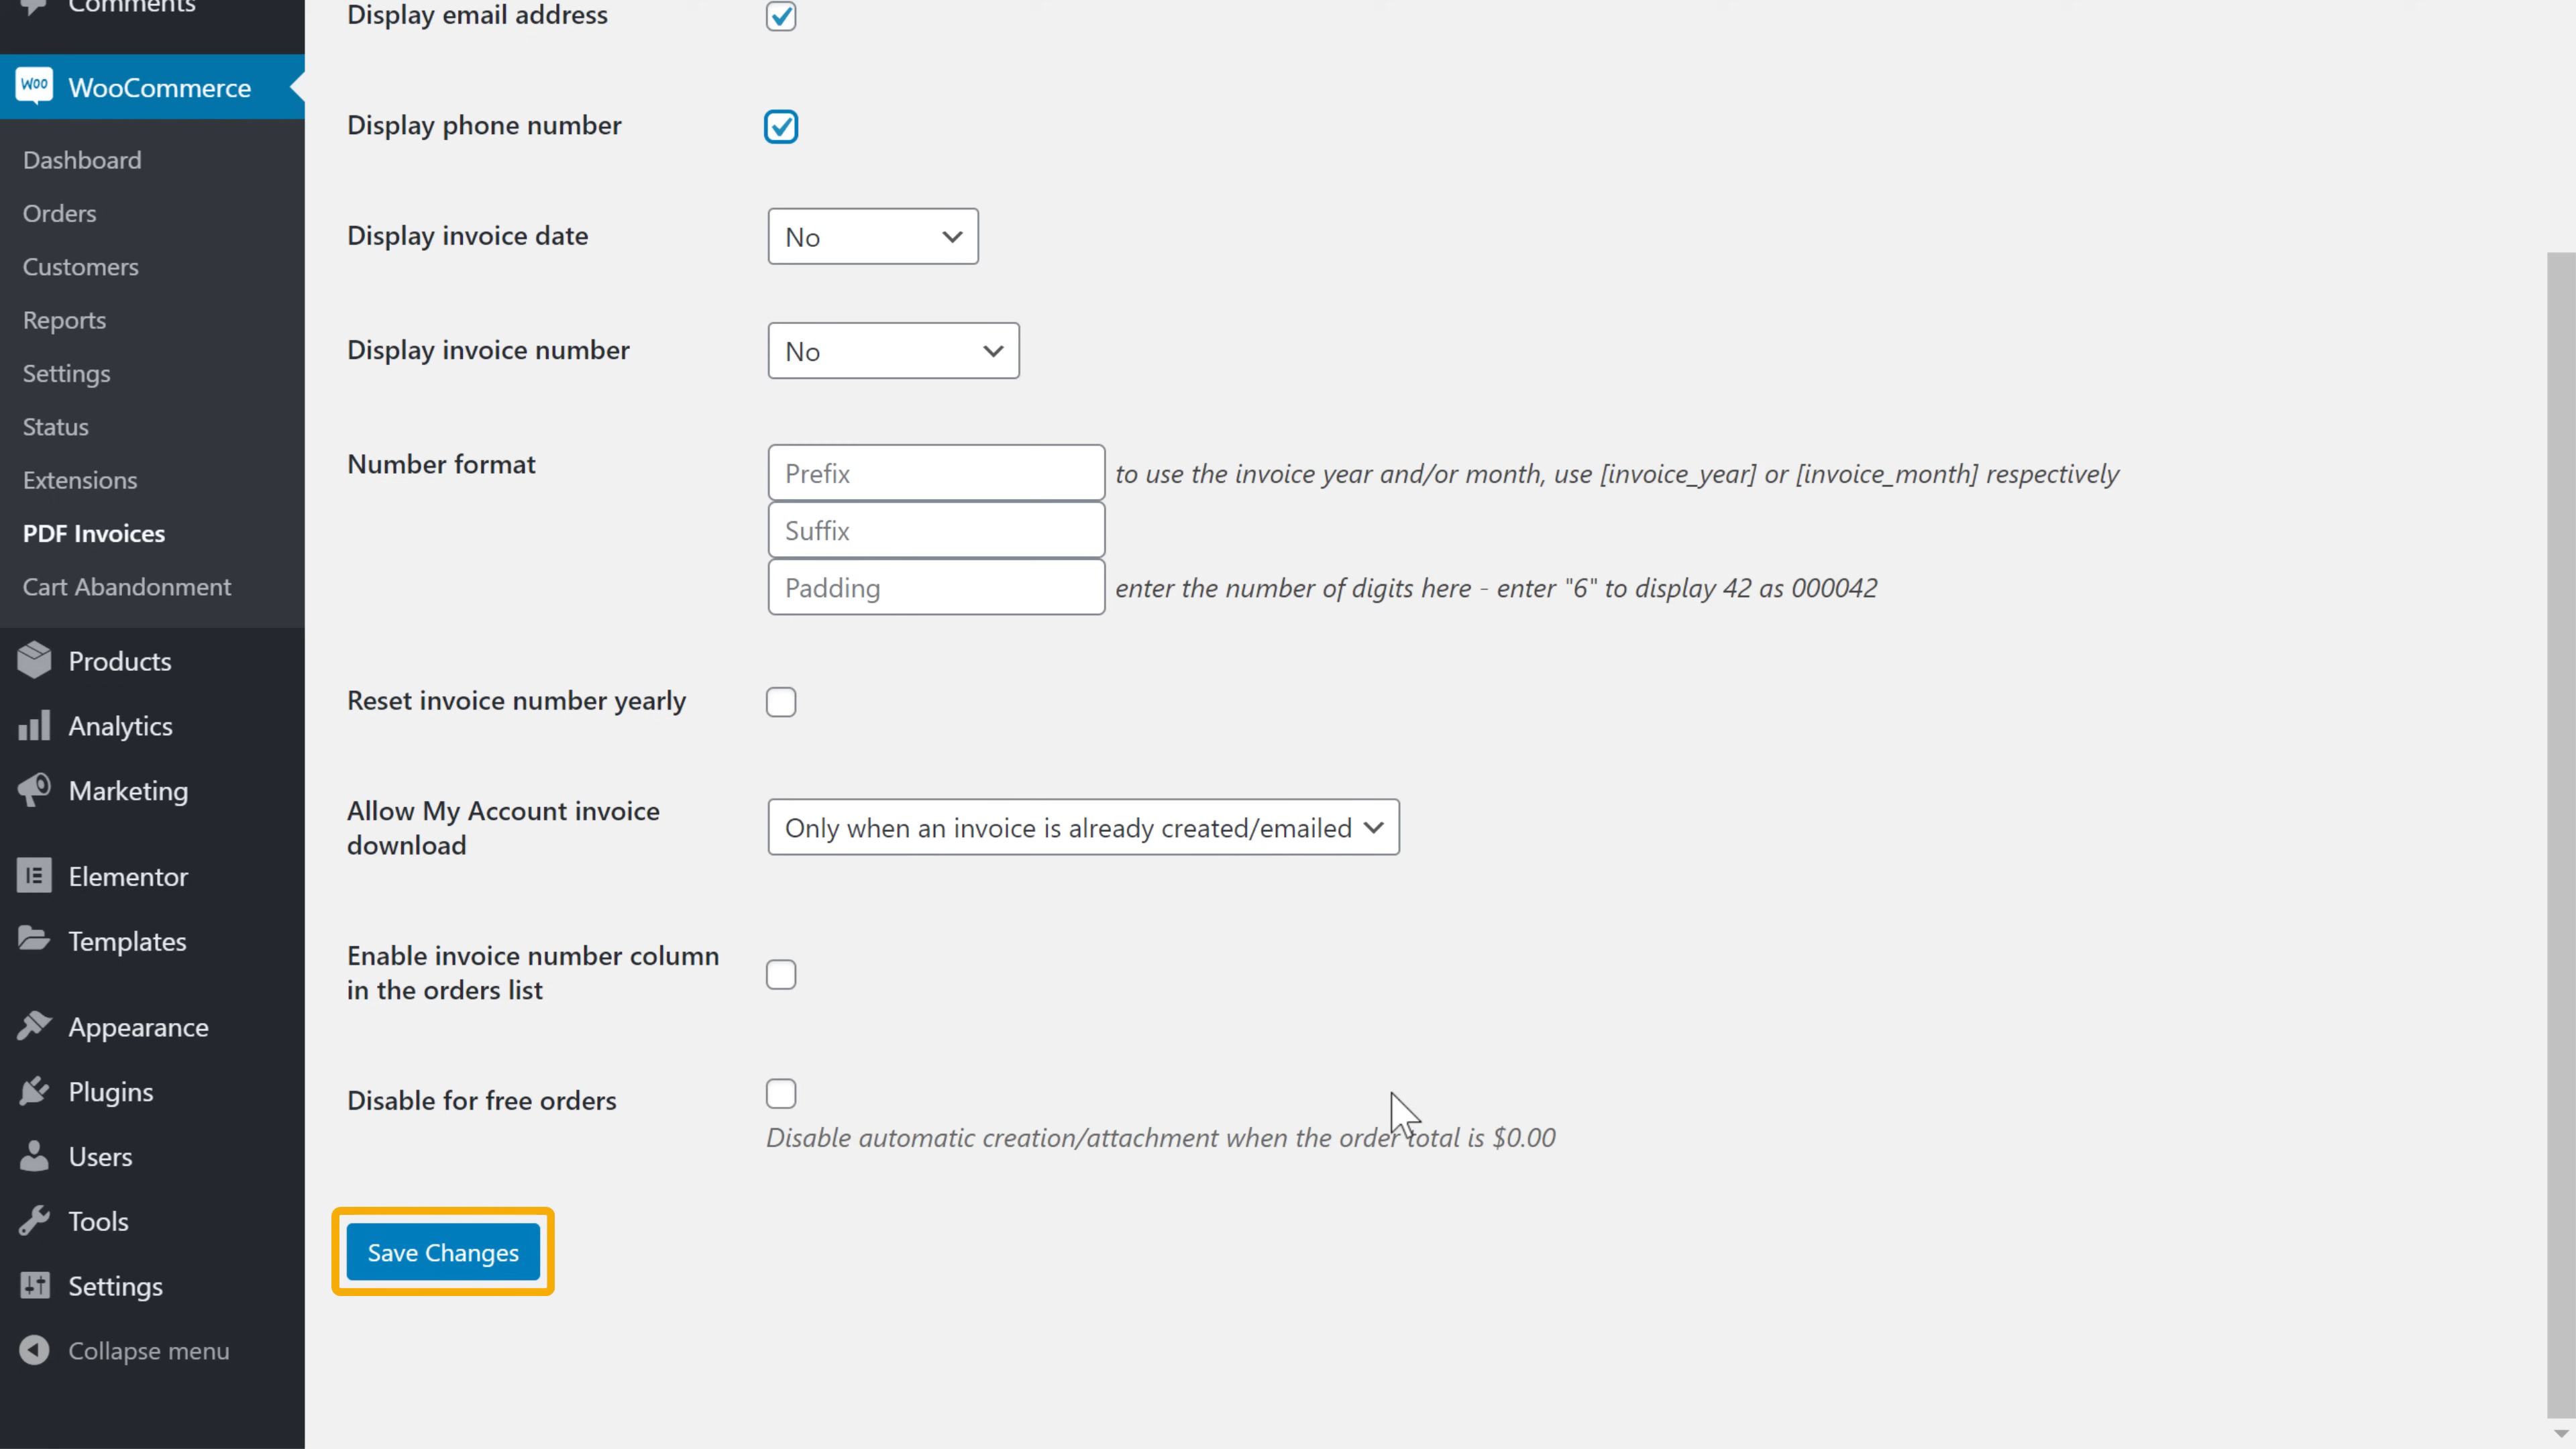 Comments
Woo
WooCommerce
Dashboard
Orders
Customers
Reports
Settings
Status
Extensions
PDF Invoices
Cart Abandonment
Products
Analytics
Marketing
Elementor
Templates
Appearance
Plugins
Users
Tools
Settings
Collapse menu
Display email address
Display phone number
Display invoice date
No
Display invoice number
No
Number format
Prefix
to use the invoice year and/or month, use [invoice_year] or [invoice_month] respectively
Suffix
Padding
enter the number of digits here - enter "6" to display 42 as 000042
Reset invoice number yearly
Allow My Account invoice
download
Only when an invoice is already created/emailed
Enable invoice number column
in the orders list
Disable for free orders
Disable automatic creation/attachment when the order total is $0.00
Save Changes